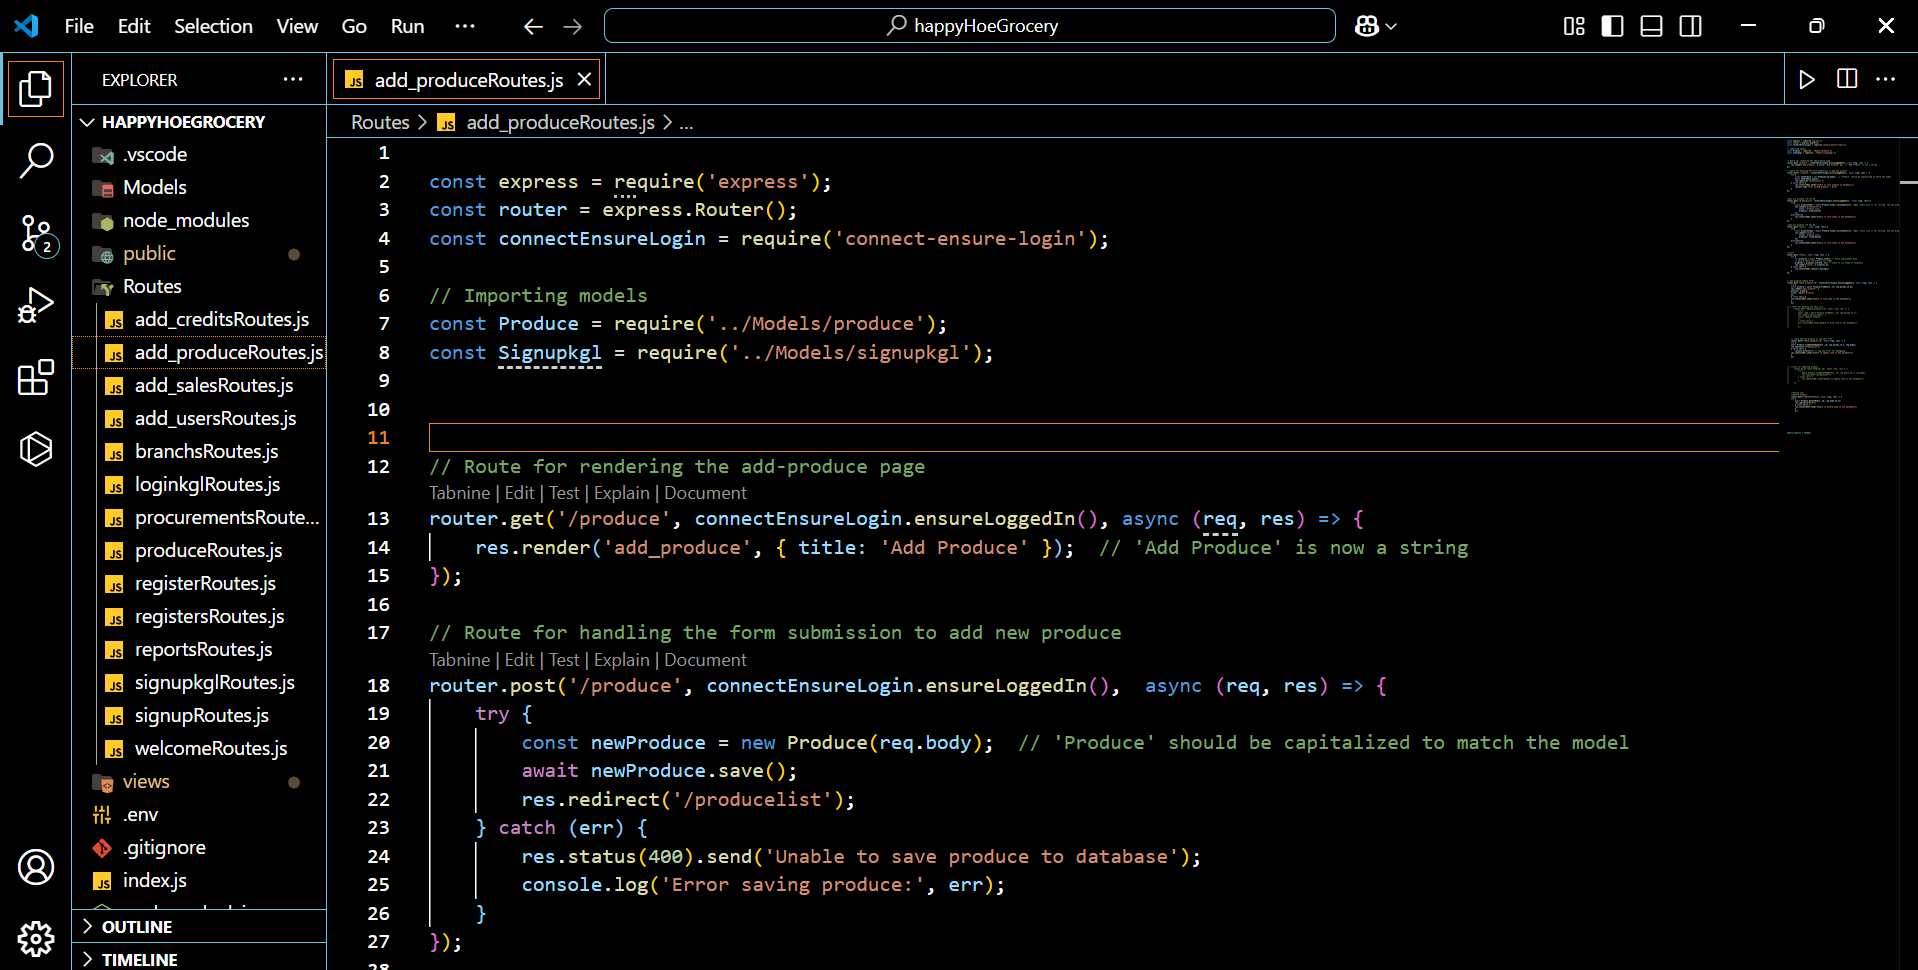 File Edit Selection View Go Run ··· happyHoeGrocery
EXPLORER ···
add_produceRoutes.js
HAPPYHOEGROCERY
Routes > add_produceRoutes.js > ...
.vscode
Models
node_modules
2
public
Routes
add_creditsRoutes.js
add_produceRoutes.js
add_salesRoutes.js
add_usersRoutes.js
branchsRoutes.js
loginkglRoutes.js
procurementsRoute...
produceRoutes.js
registerRoutes.js
registersRoutes.js
reportsRoutes.js
signupkglRoutes.js
signupRoutes.js
welcomeRoutes.js
views
.env
.gitignore
index.js
OUTLINE
TIMELINE
1
2 const express = require('express');
3 const router = express.Router();
4 const connectEnsureLogin = require('connect-ensure-login');
5
6 // Importing models
7 const Produce = require('../Models/produce');
8 const Signupkgl = require('../Models/signupkgl');
9
10
11
12 // Route for rendering the add-produce page
Tabnine | Edit | Test | Explain | Document
13 router.get('/produce', connectEnsureLogin.ensureLoggedIn(), async (req, res) => {
14 res.render('add_produce', { title: 'Add Produce' }); // 'Add Produce' is now a string
15 });
16
17 // Route for handling the form submission to add new produce
Tabnine | Edit | Test | Explain | Document
18 router.post('/produce', connectEnsureLogin.ensureLoggedIn(), async (req, res) => {
19 try {
20 const newProduce = new Produce(req.body); // 'Produce' should be capitalized to match the model
21 await newProduce.save();
22 res.redirect('/producelist');
23 } catch (err) {
24 res.status(400).send('Unable to save produce to database');
25 console.log('Error saving produce:', err);
26 }
27 });
28